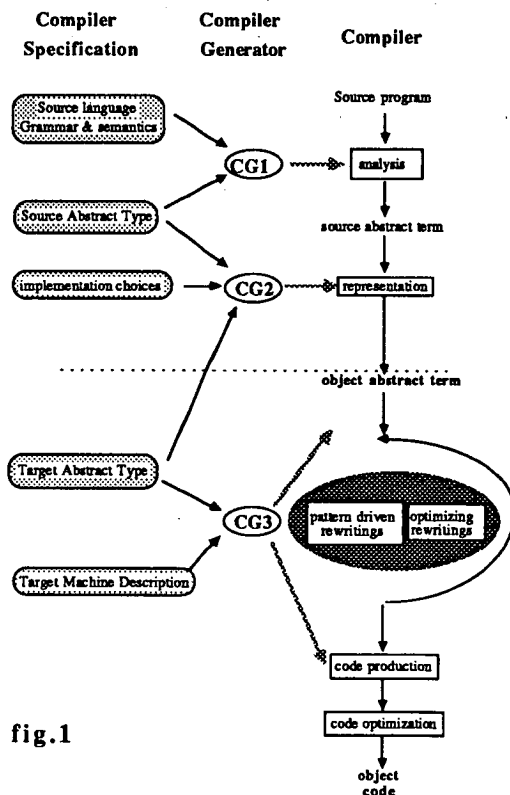 Compiler
Specification
Compiler
Generator
Compiler
Source language
Grammar & semantics
Source program
CG1
analysis
Source Abstract Type
source abstract term
implementation choices
CG2
representation
object abstract term
Target Abstract Type
CG3
pattern driven
rewritings
optimizing
rewritings
Target Machine Description
code production
code optimization
fig.1
object
code